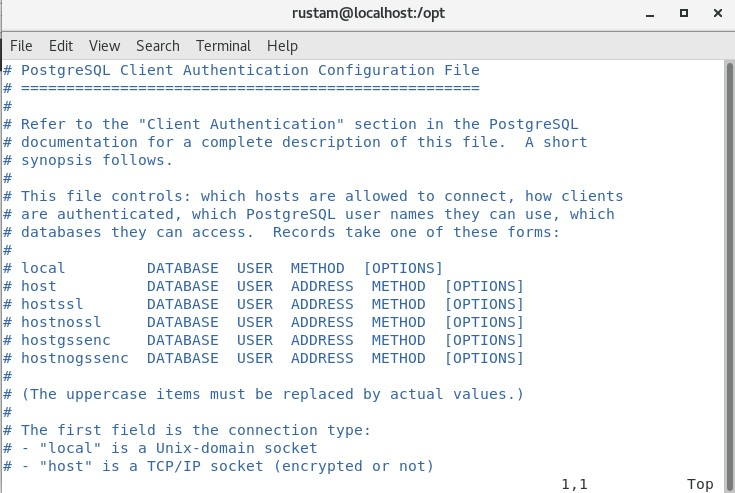 rustam@localhost:/opt
File Edit View Search Terminal Help
# PostgreSQL Client Authentication Configuration File
# ===================================================
#
# Refer to the "Client Authentication" section in the PostgreSQL
# documentation for a complete description of this file.  A short
# synopsis follows.
#
# This file controls: which hosts are allowed to connect, how clients
# are authenticated, which PostgreSQL user names they can use, which
# databases they can access.  Records take one of these forms:
#
# local         DATABASE  USER  METHOD  [OPTIONS]
# host          DATABASE  USER  ADDRESS  METHOD  [OPTIONS]
# hostssl       DATABASE  USER  ADDRESS  METHOD  [OPTIONS]
# hostnossl     DATABASE  USER  ADDRESS  METHOD  [OPTIONS]
# hostgssenc    DATABASE  USER  ADDRESS  METHOD  [OPTIONS]
# hostnogssenc  DATABASE  USER  ADDRESS  METHOD  [OPTIONS]
#
# (The uppercase items must be replaced by actual values.)
#
# The first field is the connection type:
# - "local" is a Unix-domain socket
# - "host" is a TCP/IP socket (encrypted or not)
1,1           Top